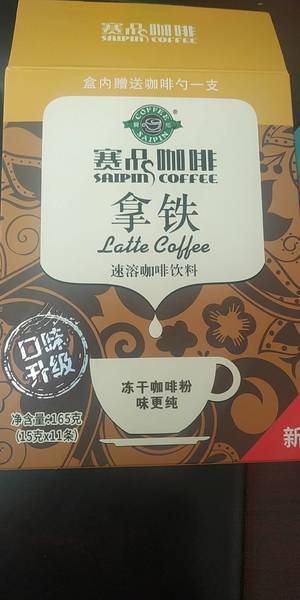 赛品咖啡
SAIPIN COFFEE
盒内赠送咖啡勺一支
COFFEE
SAIPIN
®
赛品咖啡
SAIPIN COFFEE
拿铁
Latte Coffee
速溶咖啡饮料
口味
升级
冻干咖啡粉
味更纯
净含量:165克
(15克x11条)
新